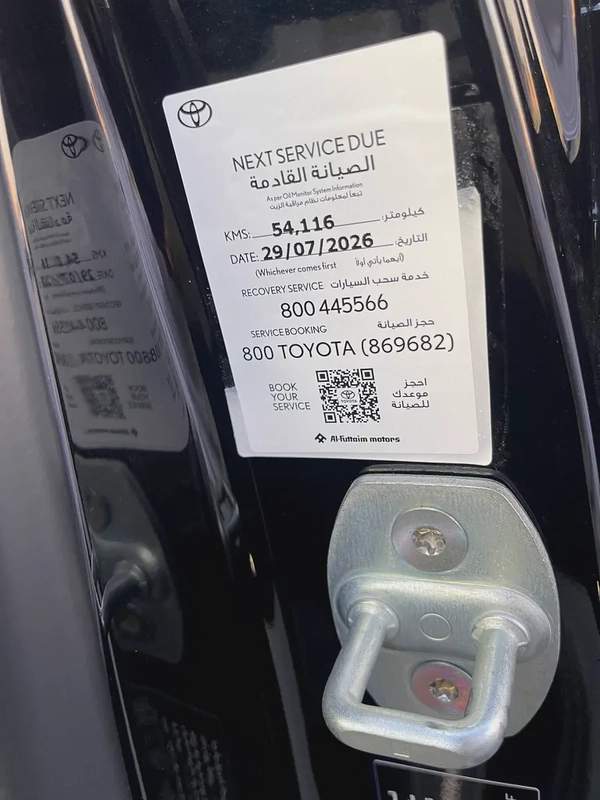 NEXT SERVICE DUE
الصيانة القادمة
As per Oil Monitor System Information
تبعاً لمعلومات نظام مراقبة الزيت
KMS: 54,116 كيلومتر:
DATE: 29/07/2026 التاريخ:
(Whichever comes first أيهما يأتي أولاً)
RECOVERY SERVICE خدمة سحب السيارات
800 445566
SERVICE BOOKING حجز الصيانة
800 TOYOTA (869682)
BOOK YOUR SERVICE
TOYOTA
احجز موعدك للصيانة
Al-Futtaim motors